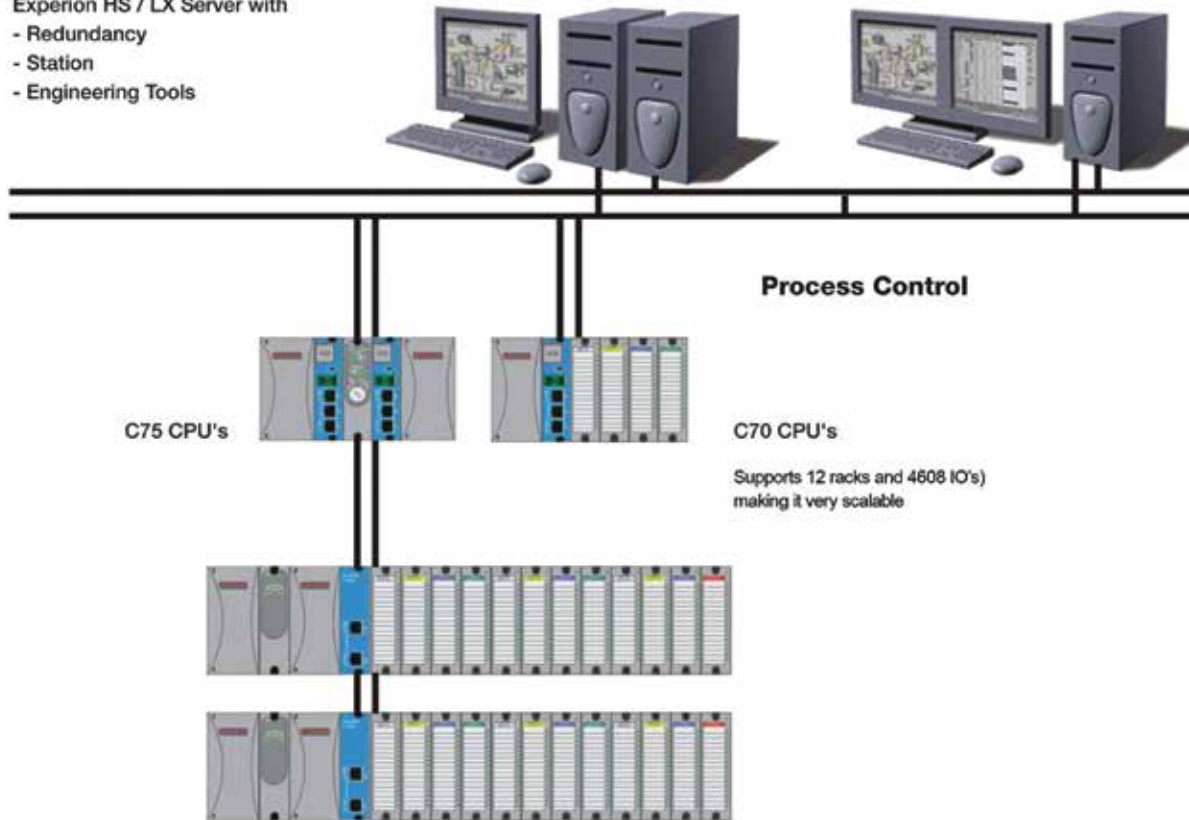 Experion HS / LX Server with
- Redundancy
- Station
- Engineering Tools
Process Control
C75 CPU's
C70 CPU's
Supports 12 racks and 4608 IO's)
making it very scalable